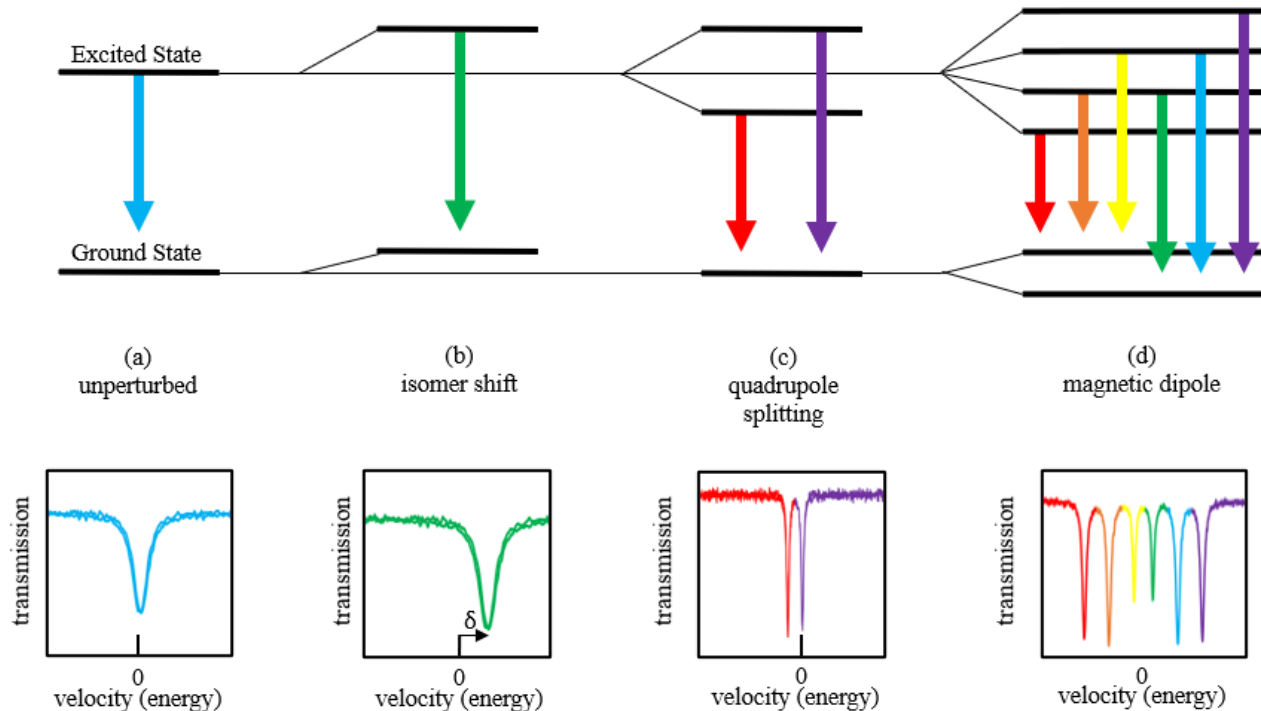 Excited State
Ground State
(a)
unperturbed
(b)
isomer shift
(c)
quadrupole
splitting
(d)
magnetic dipole
transmission
0
velocity (energy)
transmission
δ
0
velocity (energy)
transmission
0
velocity (energy)
transmission
0
velocity (energy)